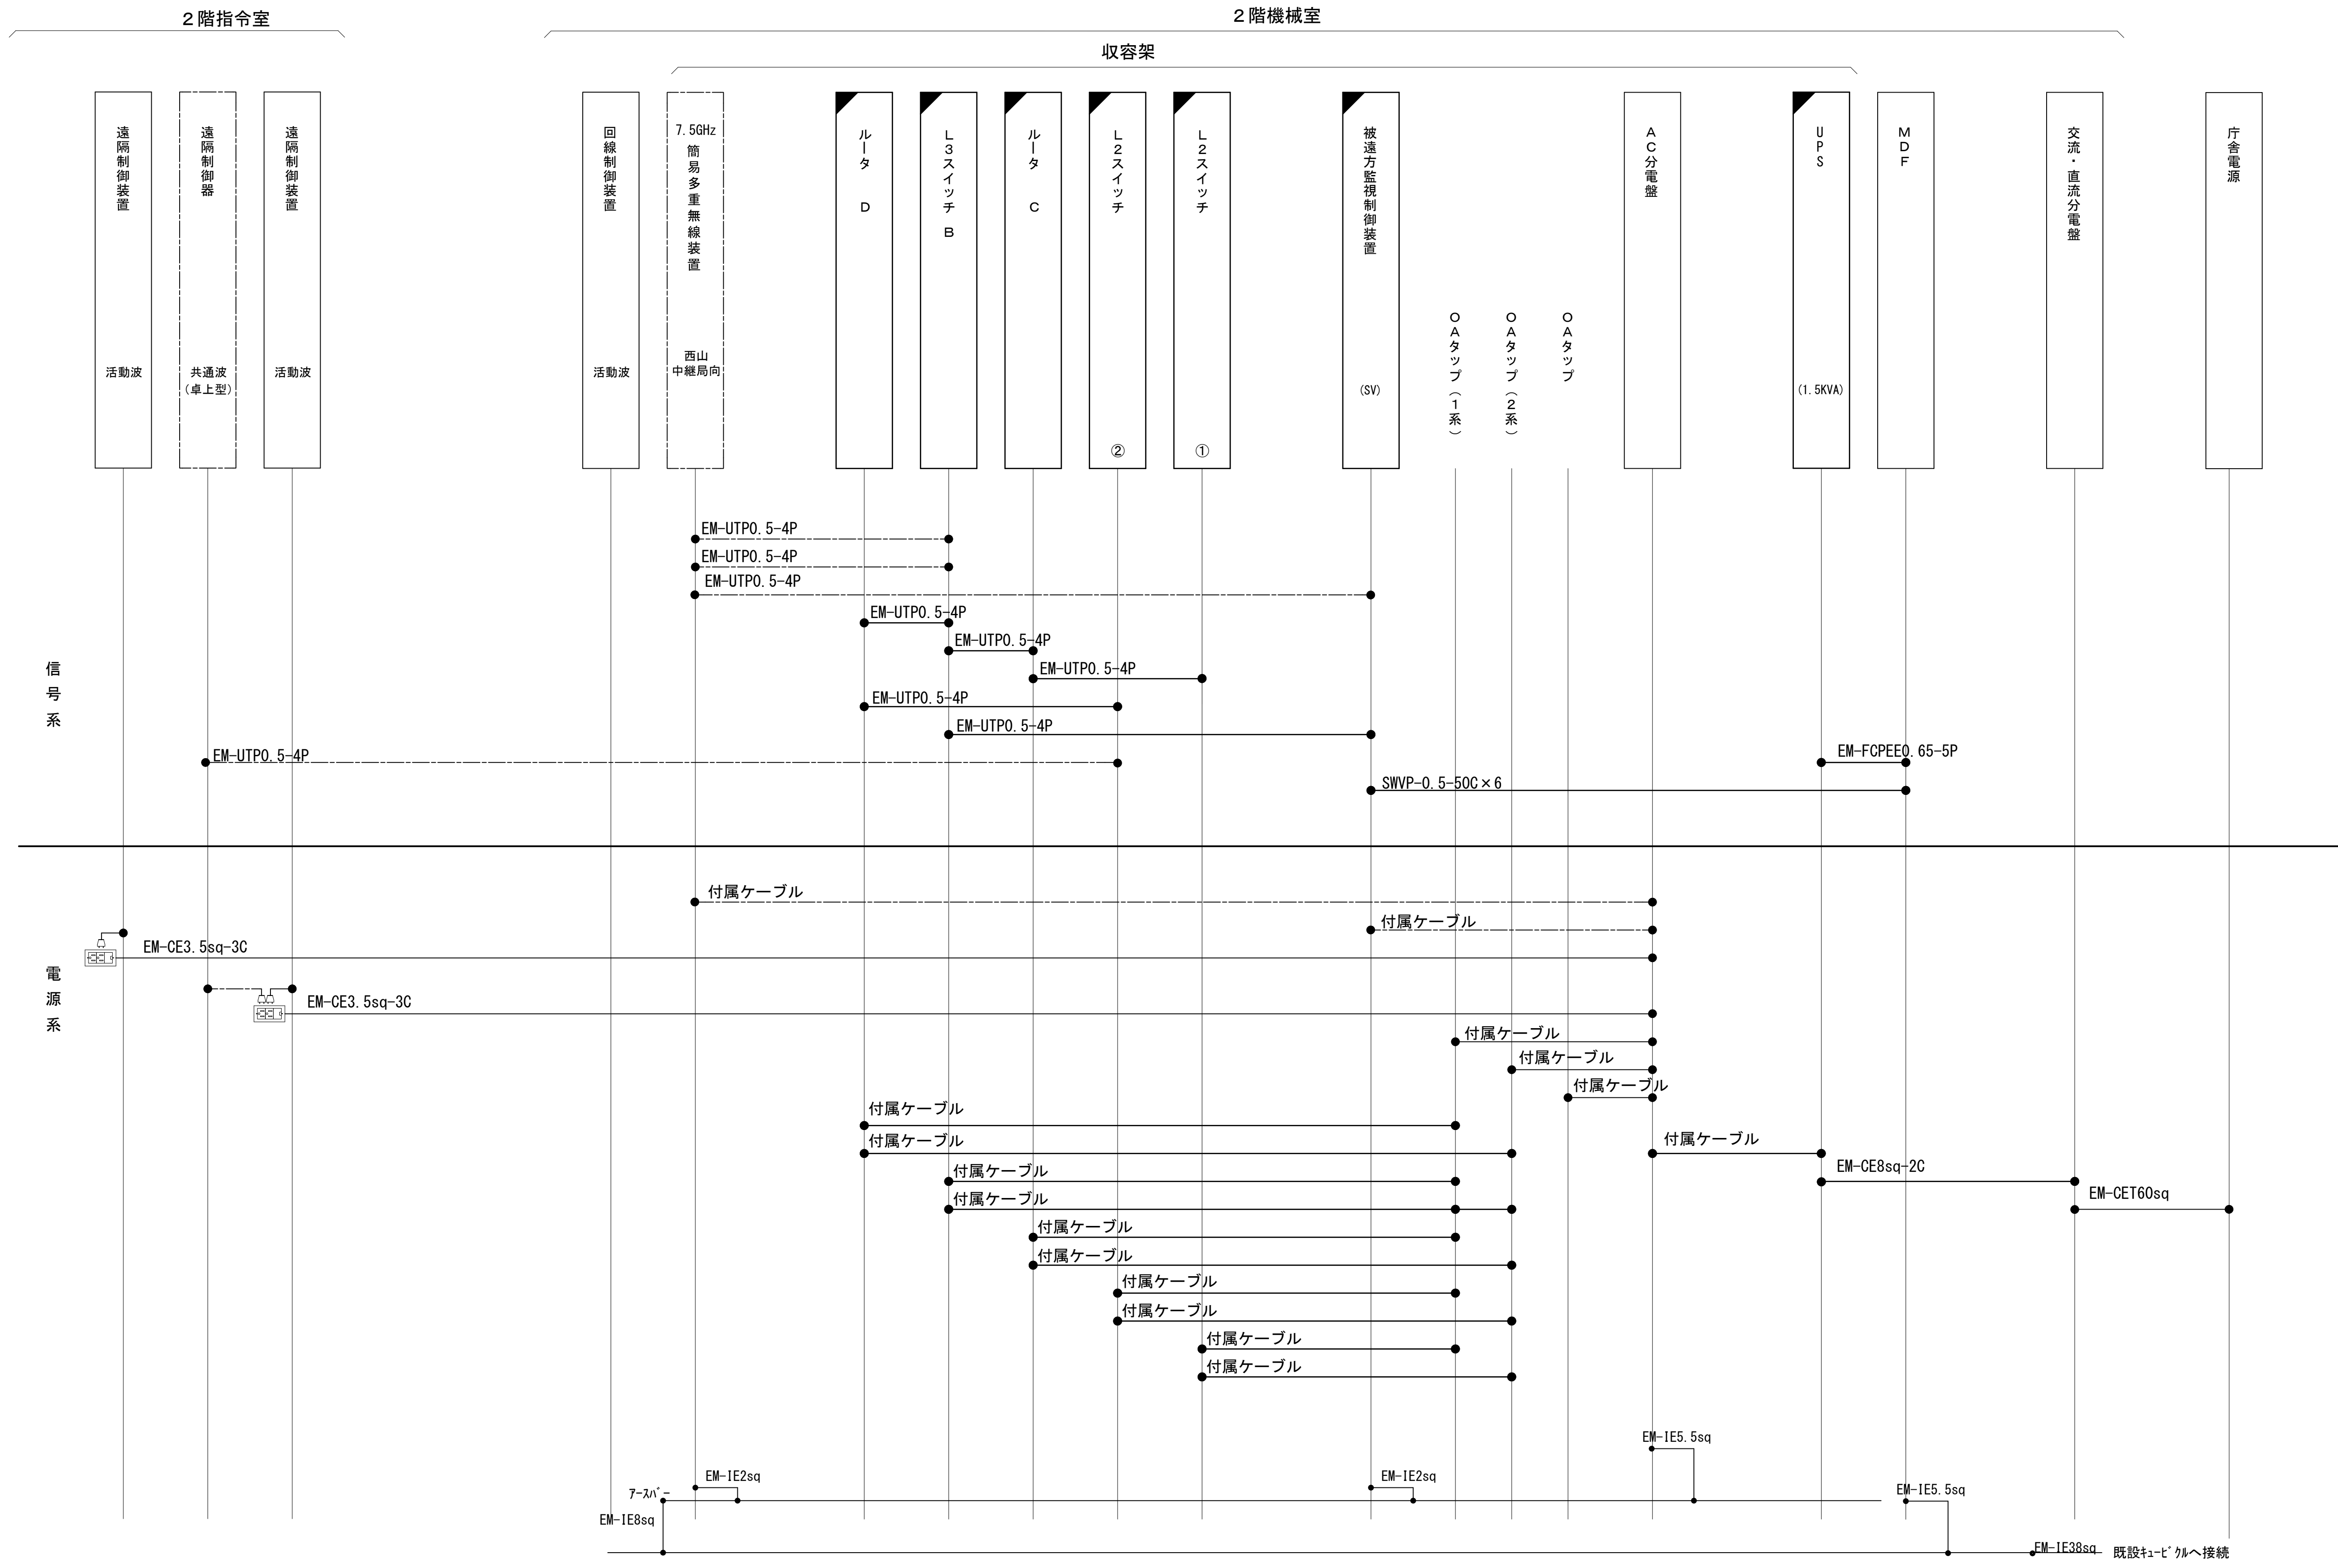 ２階指令室
２階機械室
収容架
遠隔制御装置
活動波
遠隔制御器
共通波
(卓上型)
遠隔制御装置
活動波
回線制御装置
活動波
7.5GHz
簡易多重無線装置
西山
中継局向
ルータ　Ｄ
Ｌ３スイッチ　Ｂ
ルータ　Ｃ
Ｌ２スイッチ
②
Ｌ２スイッチ
①
被遠方監視制御装置
(SV)
ＯＡタップ（１系）
ＯＡタップ（２系）
ＯＡタップ
ＡＣ分電盤
ＵＰＳ
(1.5KVA)
ＭＤＦ
交流・直流分電盤
庁舎電源
信号系
EM-UTP0.5-4P
EM-UTP0.5-4P
EM-UTP0.5-4P
EM-UTP0.5-4P
EM-UTP0.5-4P
EM-UTP0.5-4P
EM-UTP0.5-4P
EM-UTP0.5-4P
EM-UTP0.5-4P
EM-FCPEE0.65-5P
SWVP-0.5-50C×6
電源系
付属ケーブル
付属ケーブル
EM-CE3.5sq-3C
EM-CE3.5sq-3C
付属ケーブル
付属ケーブル
付属ケーブル
付属ケーブル
付属ケーブル
付属ケーブル
EM-CE8sq-2C
付属ケーブル
EM-CET60sq
付属ケーブル
付属ケーブル
付属ケーブル
付属ケーブル
付属ケーブル
付属ケーブル
付属ケーブル
EM-IE5.5sq
EM-IE2sq
EM-IE2sq
ｱｰｽﾊﾞｰ
EM-IE5.5sq
EM-IE8sq
EM-IE38sq
既設ｷｭｰﾋﾞｸﾙへ接続